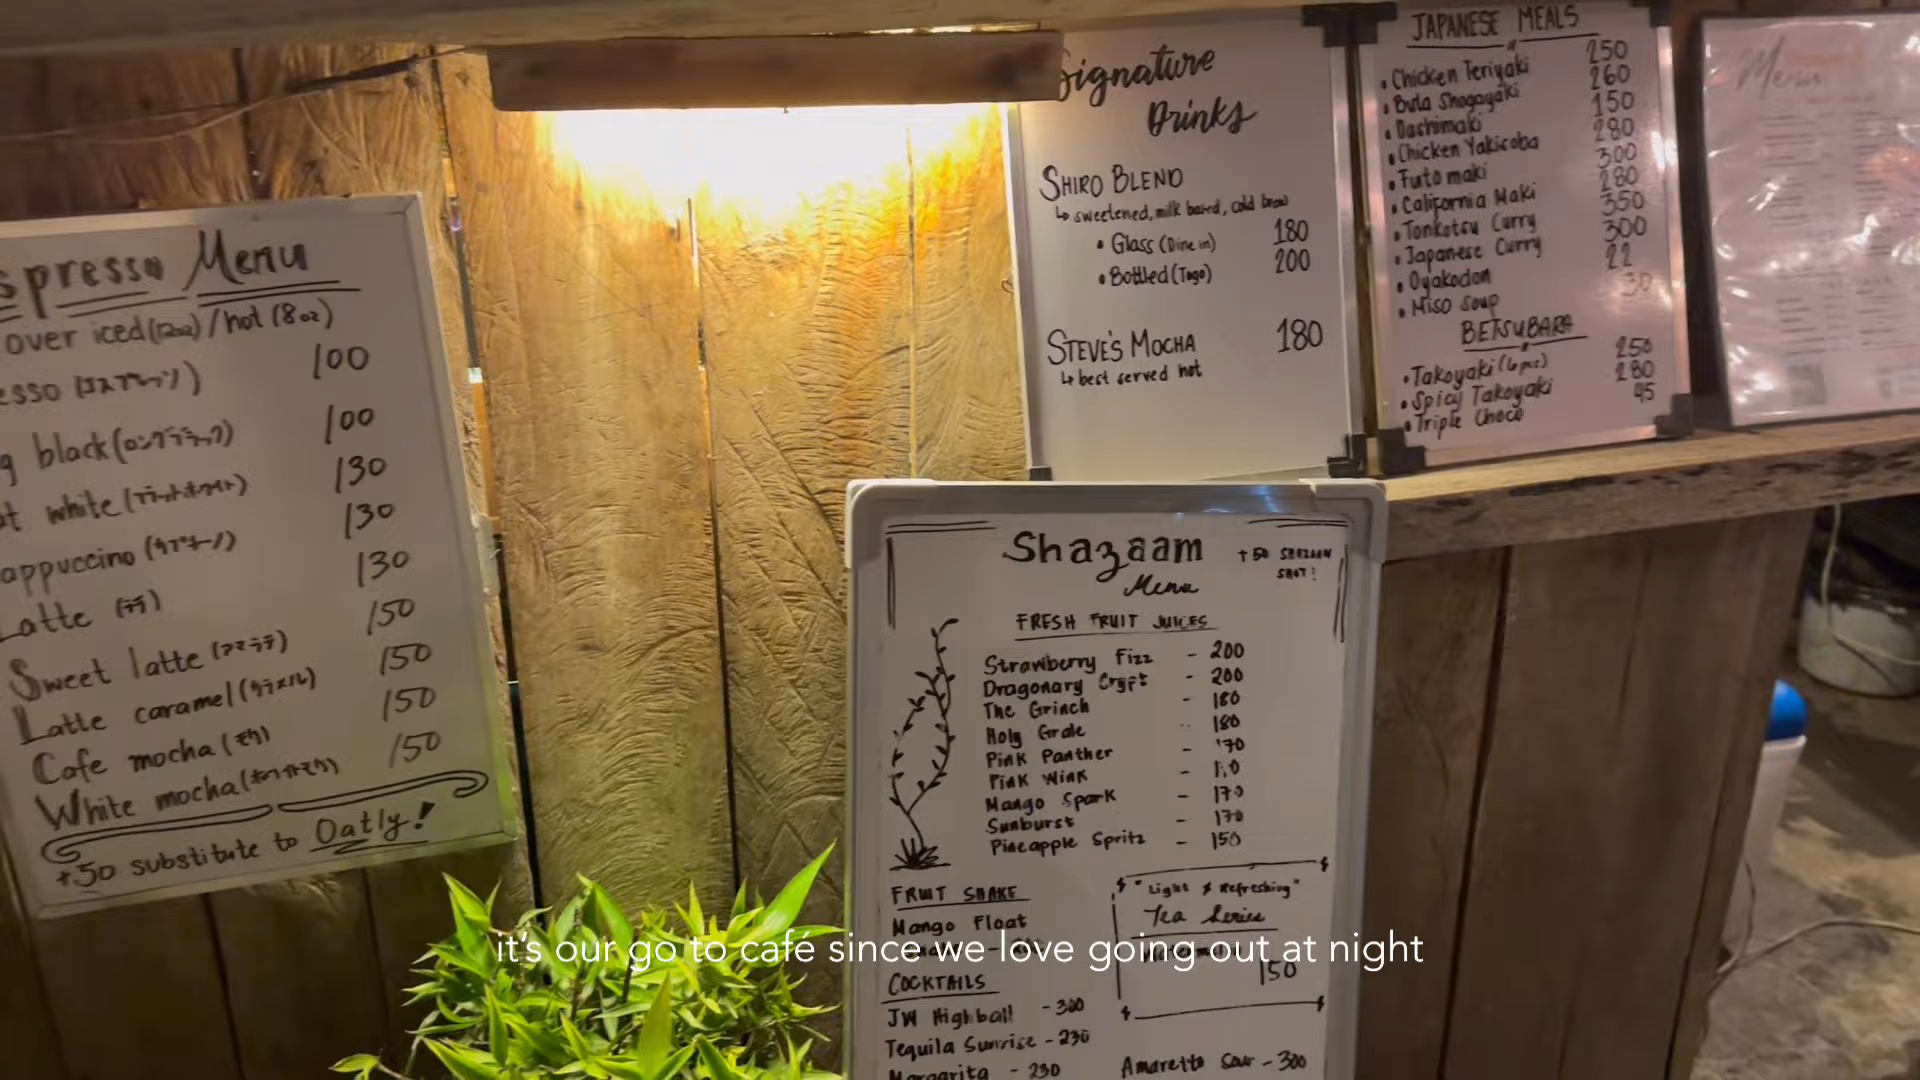 spresso Menu
over iced (12oz) / hot (8oz)
esso (エスプレッソ) 100
g black (ロングブラック) 100
at white (フラットホワイト) 130
appuccino (カプチーノ) 130
Latte (ラテ) 130
Sweet latte (アマラテ) 150
Latte caramel (キャラメル) 150
Cafe mocha (モカ) 150
White mocha (ホワイトモカ) 150
+50 substitute to Oatly!
Signature
Drinks
SHIRO BLEND
↳ sweetened, milk based, cold brew
• Glass (Dine in) 180
• Bottled (Togo) 200
STEVE'S MOCHA 180
↳ best served hot
JAPANESE MEALS
• Chicken Teriyaki 250
• Buta Shogayaki 260
• Dashimaki 150
• Chicken Yakisoba 280
• Futo maki 300
• California Maki 280
• Tonkotsu Curry 350
• Japanese Curry 300
• Oyakodon 22
• Miso soup 30
BETSUBARA
• Takoyaki (6 pcs) 250
• Spicy Takoyaki 280
• Triple Choco 95
Menu
Shazaam
Menu
+50 SHAZAAM
SHOT!
FRESH FRUIT JUICES
Strawberry Fizz - 200
Dragonary Crypt - 200
The Grinch - 180
Holy Grale - 180
Pink Panther - 170
Pink Wink -
Mango Spark - 170
Sunburst - 170
Pineapple Spritz - 150
FRUIT SHAKE
Mango Float
"Light & Refreshing"
Tea Series
150
it's our go to café since we love going out at night
COCKTAILS
JW Highball - 300
Tequila Sunrise - 230
Margarita - 230
Amaretto Sour - 300